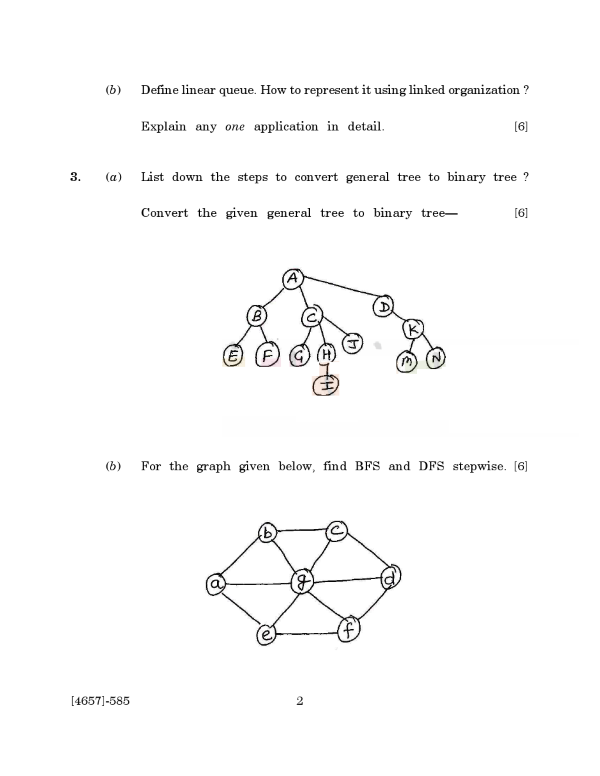 (b) Define linear queue. How to represent it using linked organization ?
Explain any one application in detail. [6]
3. (a) List down the steps to convert general tree to binary tree ?
Convert the given general tree to binary tree— [6]
A
B C D
E F G H J K
I M N
(b) For the graph given below, find BFS and DFS stepwise. [6]
b c
a g d
e f
[4657]-585 2